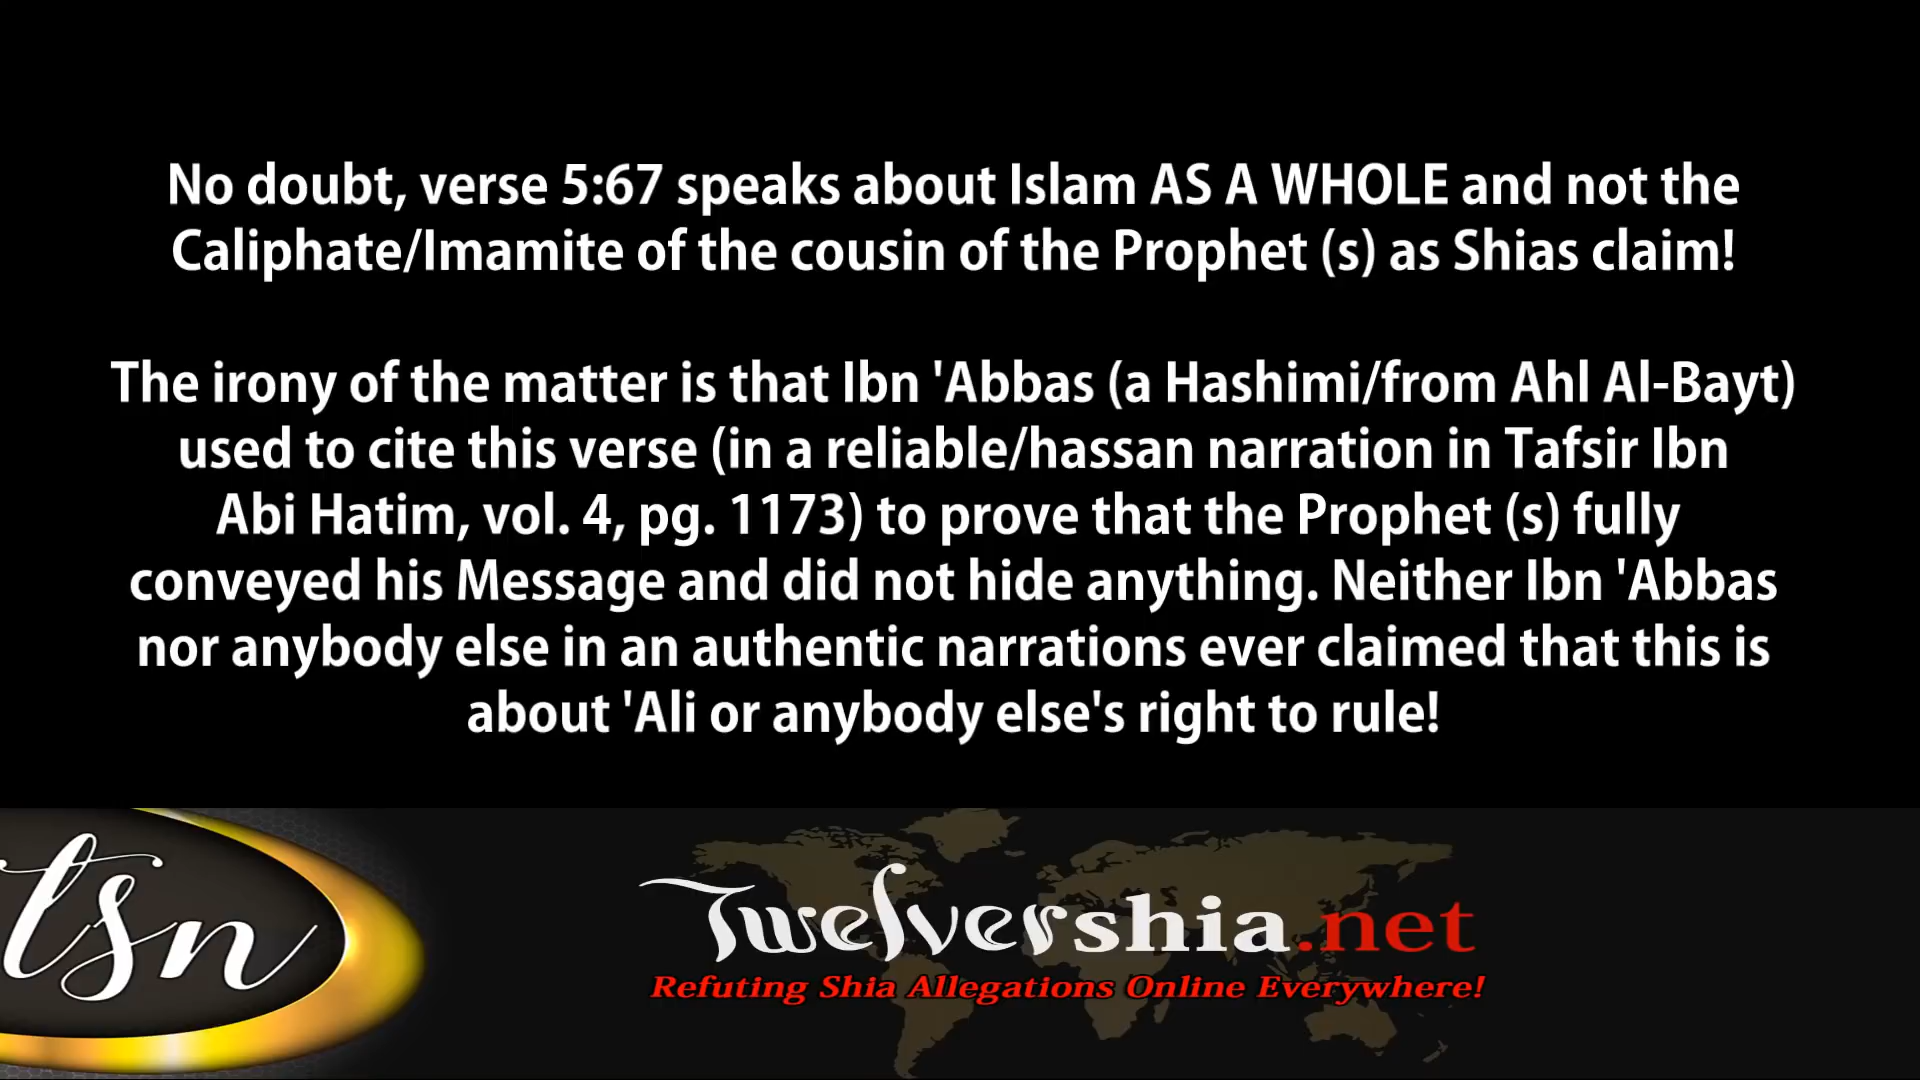 No doubt, verse 5:67 speaks about Islam AS A WHOLE and not the
Caliphate/Imamite of the cousin of the Prophet (s) as Shias claim!
The irony of the matter is that Ibn 'Abbas (a Hashimi/from Ahl Al-Bayt)
used to cite this verse (in a reliable/hassan narration in Tafsir Ibn
Abi Hatim, vol. 4, pg. 1173) to prove that the Prophet (s) fully
conveyed his Message and did not hide anything. Neither Ibn 'Abbas
nor anybody else in an authentic narrations ever claimed that this is
about 'Ali or anybody else's right to rule!
tsn
Twelvershia.net
Refuting Shia Allegations Online Everywhere!